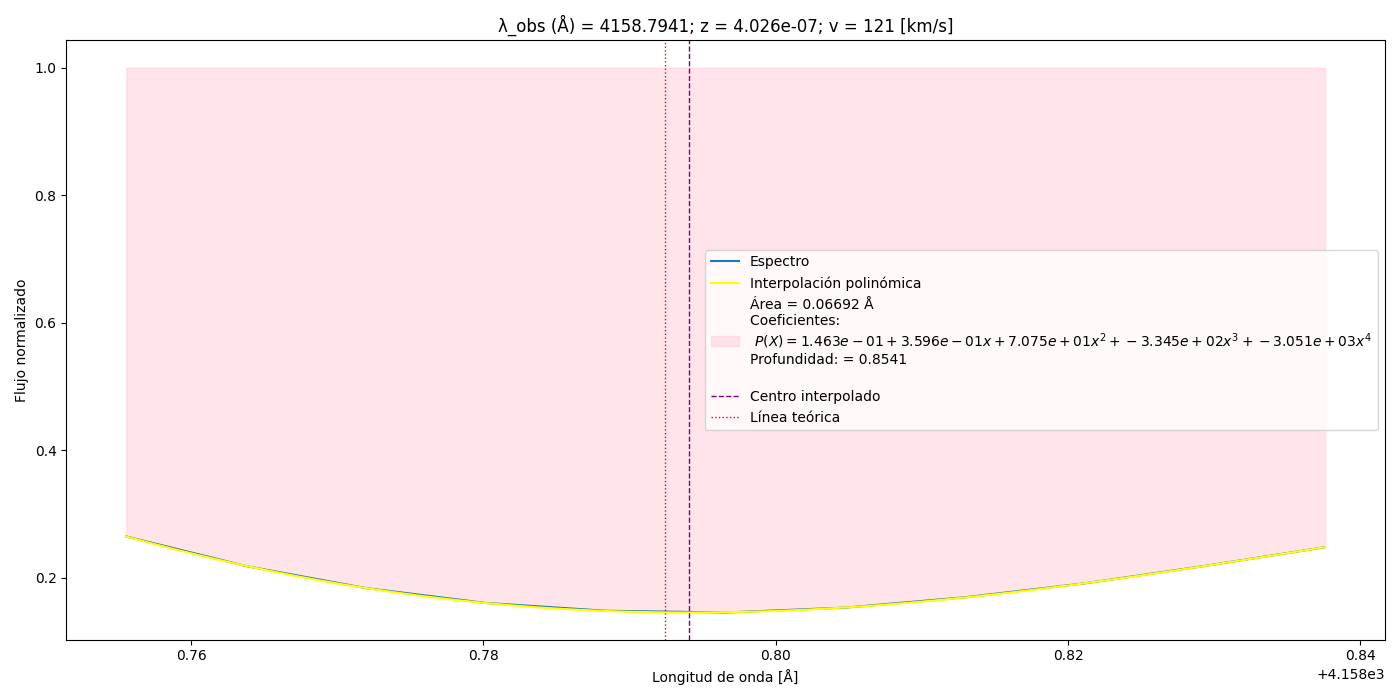 λ_obs (Å) = 4158.7941; z = 4.026e-07; v = 121 [km/s]
Flujo normalizado
1.0
0.8
0.6
0.4
0.2
Espectro
Interpolación polinómica
Área = 0.06692 Å
Coeficientes:
P(X) = 1.463e − 01 + 3.596e − 01x + 7.075e + 01x² + −3.345e + 02x³ + −3.051e + 03x⁴
Profundidad: = 0.8541
Centro interpolado
Línea teórica
0.76 0.78 0.80 0.82 0.84
+4.158e3
Longitud de onda [Å]